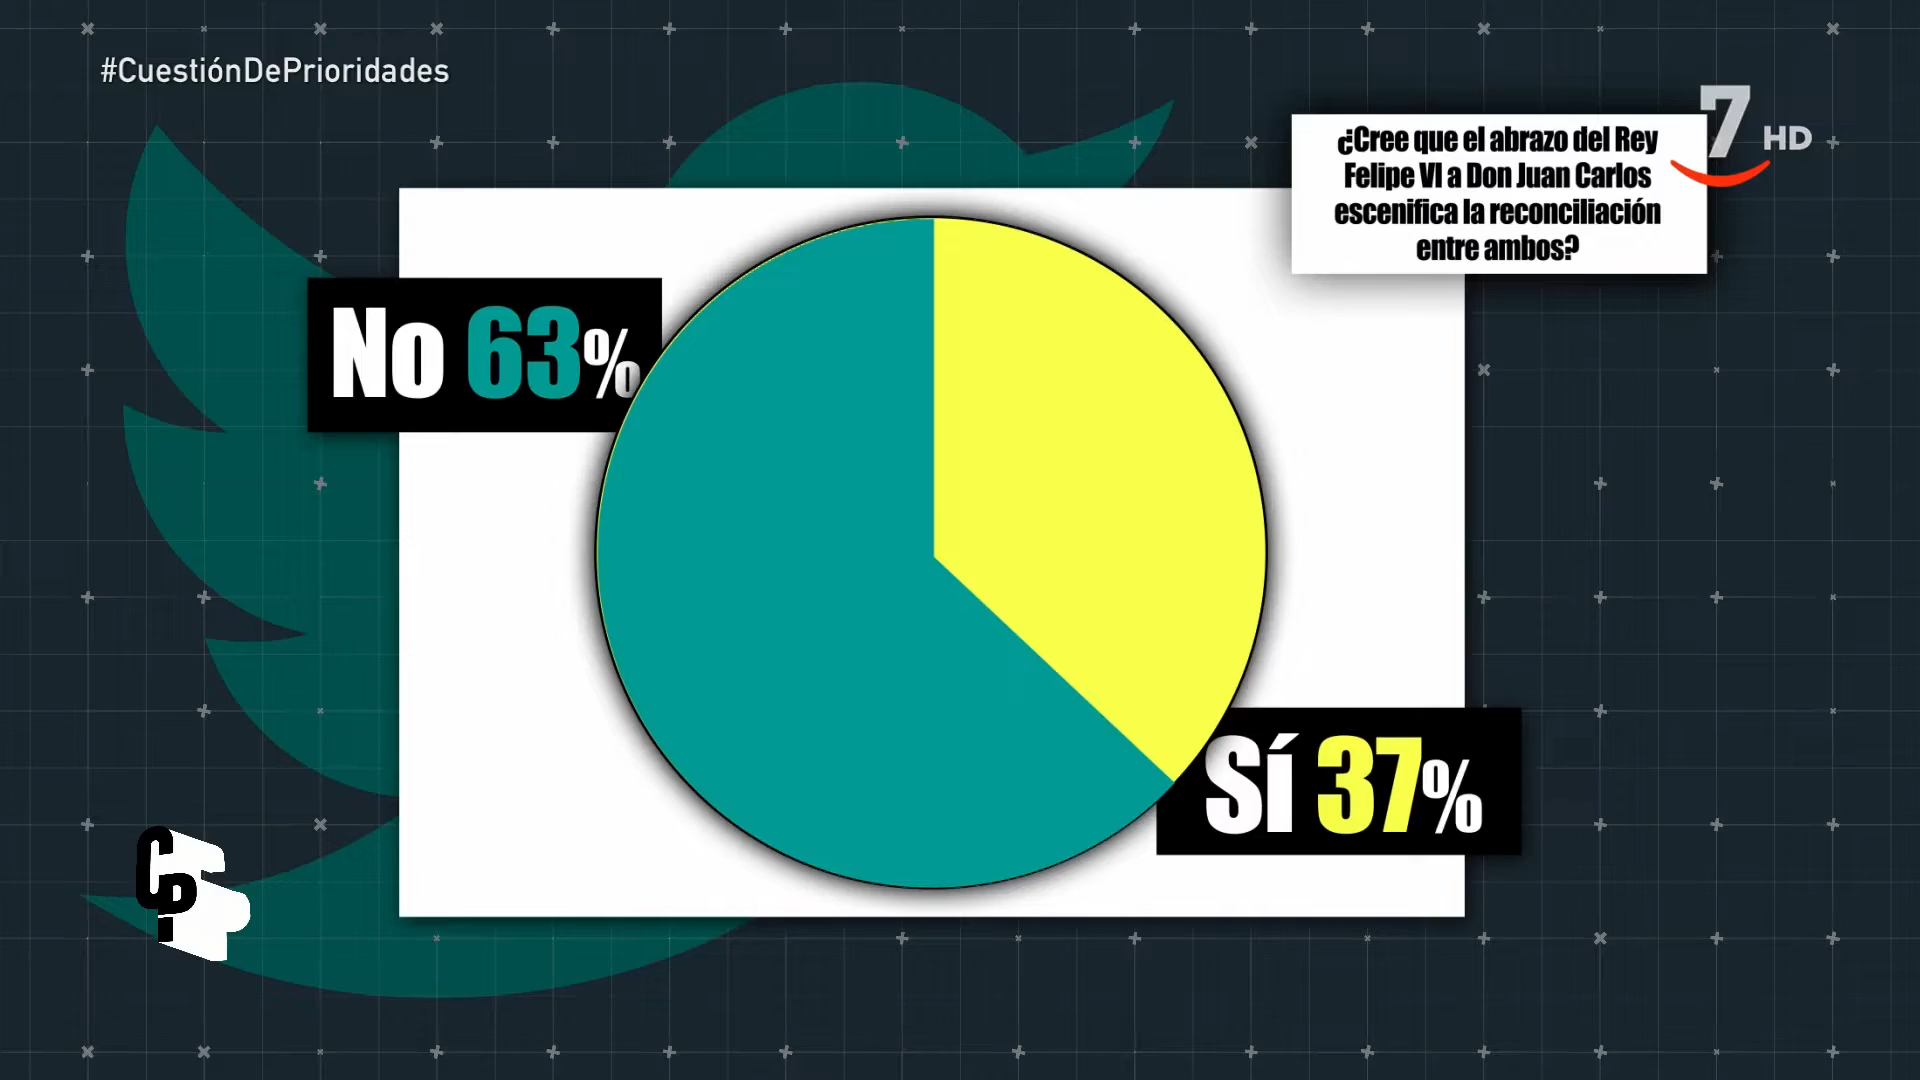 #CuestiónDePrioridades
7 HD
¿Cree que el abrazo del Rey
Felipe VI a Don Juan Carlos
escenifica la reconciliación
entre ambos?
No 63%
Sí 37%
CP